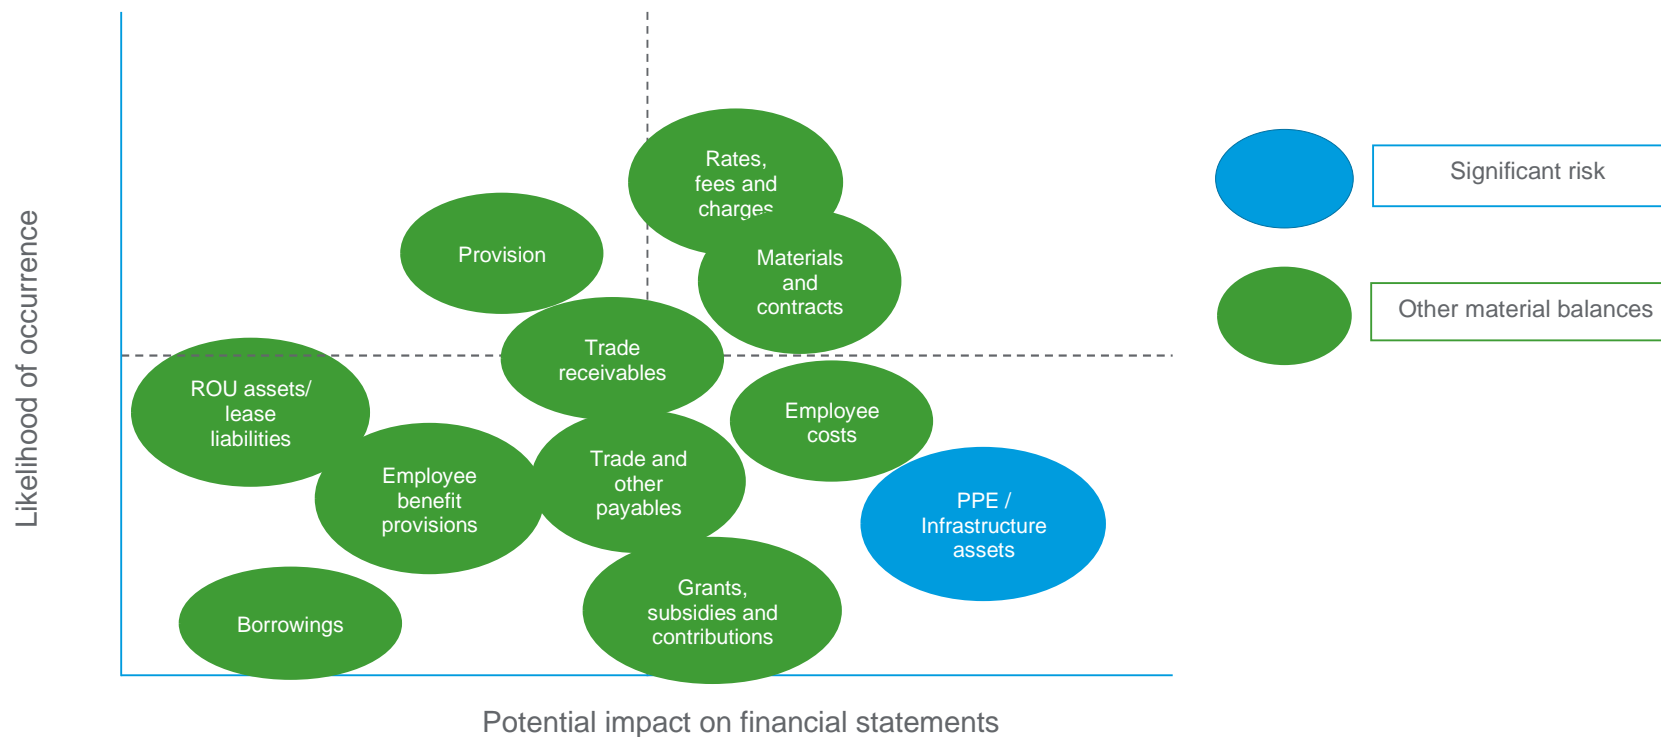 Likelihood of occurrence
Rates,
fees and
charges
Provision
Materials
and
contracts
Trade
receivables
ROU assets/
lease
liabilities
Employee
costs
Employee
benefit
provisions
Trade and
other
payables
PPE /
Infrastructure
assets
Grants,
subsidies and
contributions
Borrowings
Potential impact on financial statements
Significant risk
Other material balances